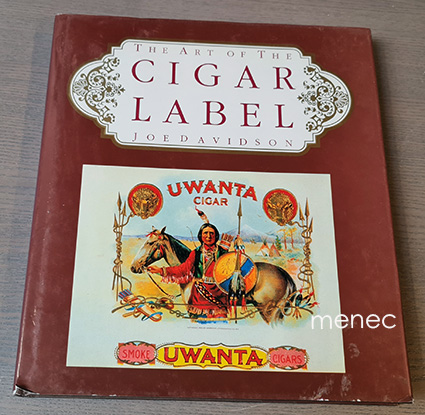 THE ART OF THE
CIGAR
LABEL
JOE DAVIDSON
UWANTA
CIGAR
SMOKE UWANTA CIGARS
menec